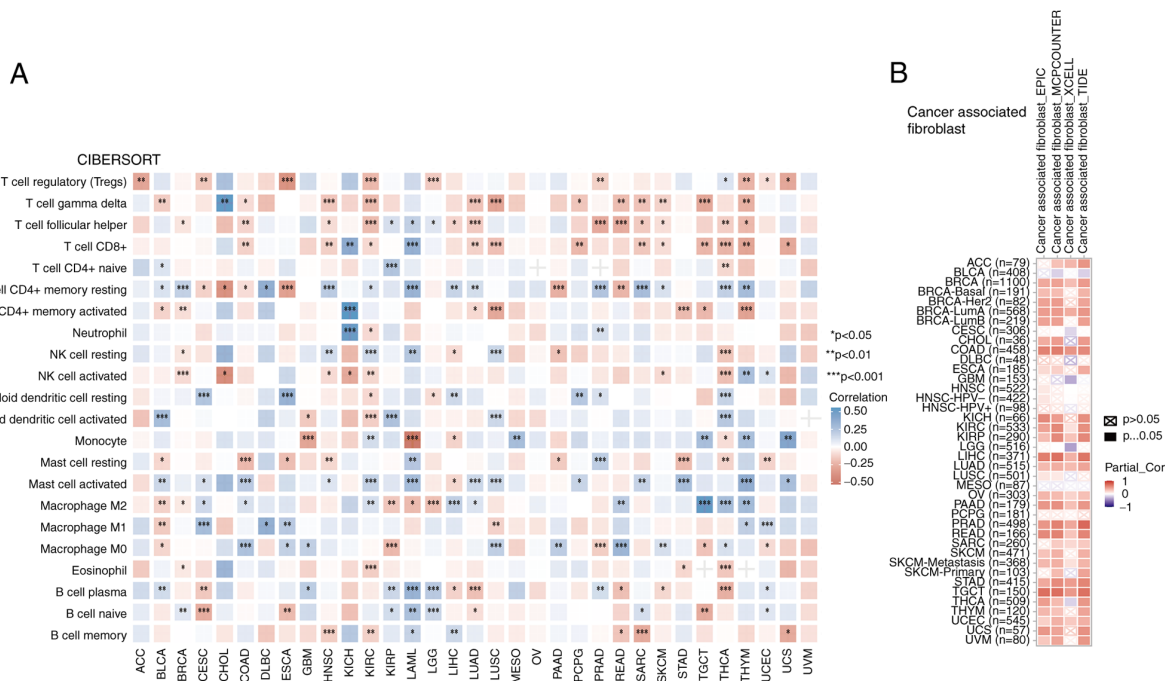 A
CIBERSORT
T cell regulatory (Tregs)
T cell gamma delta
T cell follicular helper
T cell CD8+
T cell CD4+ naive
ll CD4+ memory resting
CD4+ memory activated
Neutrophil
NK cell resting
NK cell activated
loid dendritic cell resting
d dendritic cell activated
Monocyte
Mast cell resting
Mast cell activated
Macrophage M2
Macrophage M1
Macrophage M0
Eosinophil
B cell plasma
B cell naive
B cell memory
ACC BLCA BRCA CESC CHOL COAD DLBC ESCA GBM HNSC KICH KIRC KIRP LAML LGG LIHC LUAD LUSC MESO OV PAAD PCPG PRAD READ SARC SKCM STAD TGCT THCA THYM UCEC UCS UVM
*p<0.05
**p<0.01
***p<0.001
Correlation
0.50
0.25
0.00
−0.25
−0.50
B
Cancer associated
fibroblast
Cancer associated fibroblast_EPIC
Cancer associated fibroblast_MCPCOUNTER
Cancer associated fibroblast_XCELL
Cancer associated fibroblast_TIDE
ACC (n=79)
BLCA (n=408)
BRCA (n=1100)
BRCA-Basal (n=191)
BRCA-Her2 (n=82)
BRCA-LumA (n=568)
BRCA-LumB (n=219)
CESC (n=306)
CHOL (n=36)
COAD (n=458)
DLBC (n=48)
ESCA (n=185)
GBM (n=153)
HNSC (n=522)
HNSC-HPV− (n=422)
HNSC-HPV+ (n=98)
KICH (n=66)
KIRC (n=533)
KIRP (n=290)
LGG (n=516)
LIHC (n=371)
LUAD (n=515)
LUSC (n=501)
MESO (n=87)
OV (n=303)
PAAD (n=179)
PCPG (n=181)
PRAD (n=498)
READ (n=166)
SARC (n=260)
SKCM (n=471)
SKCM-Metastasis (n=368)
SKCM-Primary (n=103)
STAD (n=415)
TGCT (n=150)
THCA (n=509)
THYM (n=120)
UCEC (n=545)
UCS (n=57)
UVM (n=80)
p>0.05
p...0.05
Partial_Cor
1
0
−1